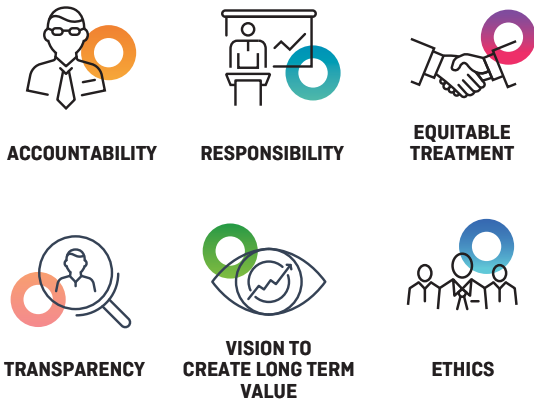 ACCOUNTABILITY
RESPONSIBILITY
EQUITABLE
TREATMENT
TRANSPARENCY
VISION TO
CREATE LONG TERM
VALUE
ETHICS